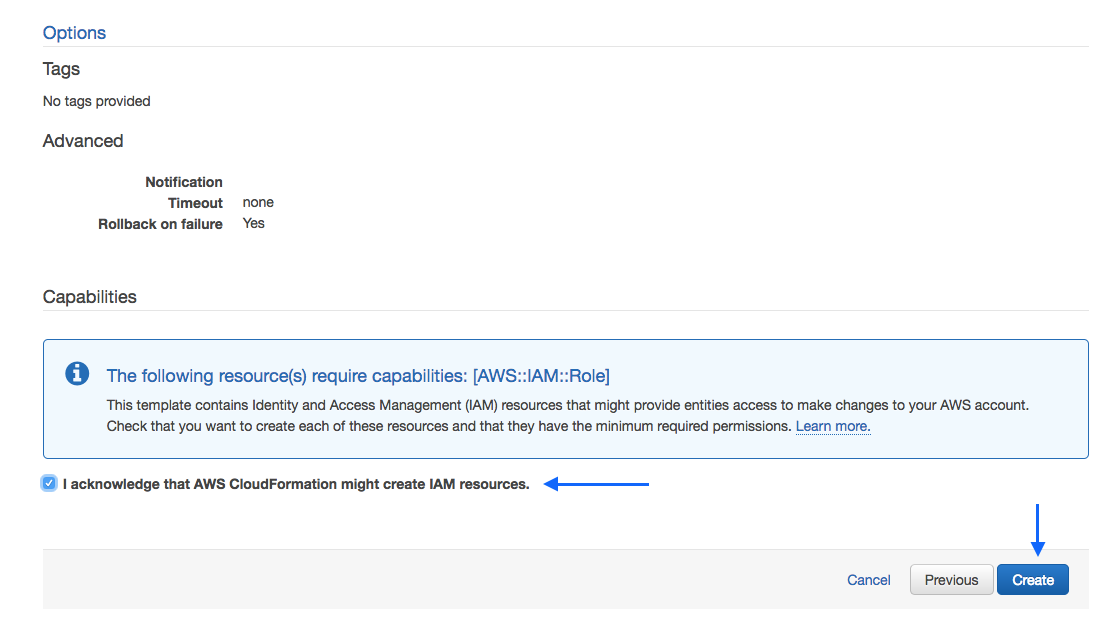 Options
Tags
No tags provided
Advanced
Notification
Timeout none
Rollback on failure Yes
Capabilities
The following resource(s) require capabilities: [AWS::IAM::Role]
This template contains Identity and Access Management (IAM) resources that might provide entities access to make changes to your AWS account.
Check that you want to create each of these resources and that they have the minimum required permissions. Learn more.
I acknowledge that AWS CloudFormation might create IAM resources.
Cancel Previous Create